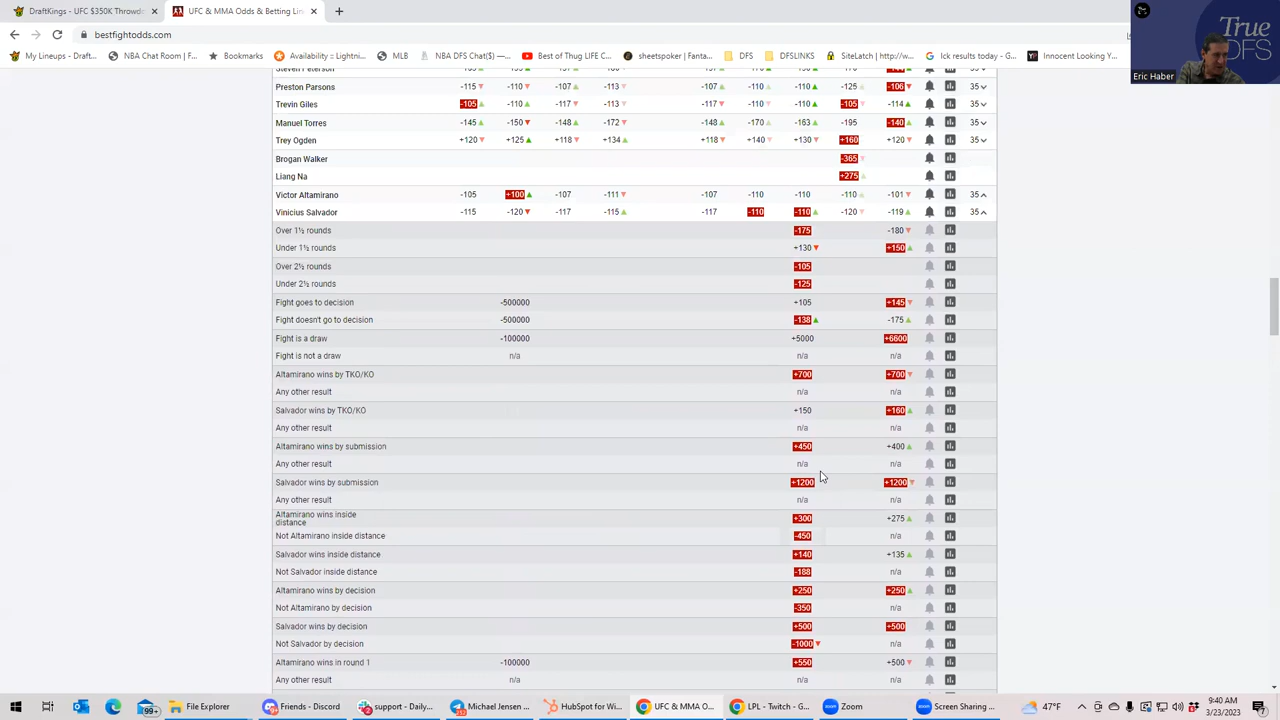 DraftKings - UFC $350K Throwdo
UFC & MMA Odds & Betting Lin
bestfightodds.com
My Lineups - Draft... NBA Chat Room | F... Bookmarks Availability :: Lightni... MLB NBA DFS Chat($) —... Best of Thug LIFE C... sheetseeker | Fanta... DFS DFSLINKS SiteLatch | http://w... lck results today - G... Innocent Looking Y...
True
DFS
Eric Haber
Preston Parsons -115 -110 -107 -113 -107 -110 -110 -125 -106 35
Trevin Giles -105 -110 -117 -113 -117 -110 -110 -105 -114 35
Manuel Torres -145 -150 -148 -172 -148 -170 -163 -195 -140 35
Trey Ogden +120 +125 +118 +134 +118 +140 +130 +160 +120 35
Brogan Walker -365
Liang Na +275
Victor Altamirano -105 +100 -107 -111 -107 -110 -110 -110 -101 35
Vinicius Salvador -115 -120 -117 -115 -117 -110 -110 -120 -119 35
Over 1½ rounds -175 -180
Under 1½ rounds +130 +150
Over 2½ rounds -105
Under 2½ rounds -125
Fight goes to decision -500000 +105 +145
Fight doesn't go to decision -500000 -138 -175
Fight is a draw -100000 +5000 +6600
Fight is not a draw n/a n/a n/a
Altamirano wins by TKO/KO +700 +700
Any other result n/a n/a
Salvador wins by TKO/KO +150 +160
Any other result n/a n/a
Altamirano wins by submission +450 +400
Any other result n/a n/a
Salvador wins by submission +1200 +1200
Any other result n/a n/a
Altamirano wins inside
distance +300 +275
Not Altamirano inside distance -450 n/a
Salvador wins inside distance +140 +135
Not Salvador inside distance -188 n/a
Altamirano wins by decision +250 +250
Not Altamirano by decision -350 n/a
Salvador wins by decision +500 +500
Not Salvador by decision -1000 n/a
Altamirano wins in round 1 -100000 +550 +500
Any other result n/a n/a n/a
99+ File Explorer Friends - Discord suppor... - Daily... Michael Jensen -... HubSpot for Wi... UFC & MMA O... LPL - Twitch - G... Zoom Screen Sharing ... 47°F
9:40 AM
3/23/2023